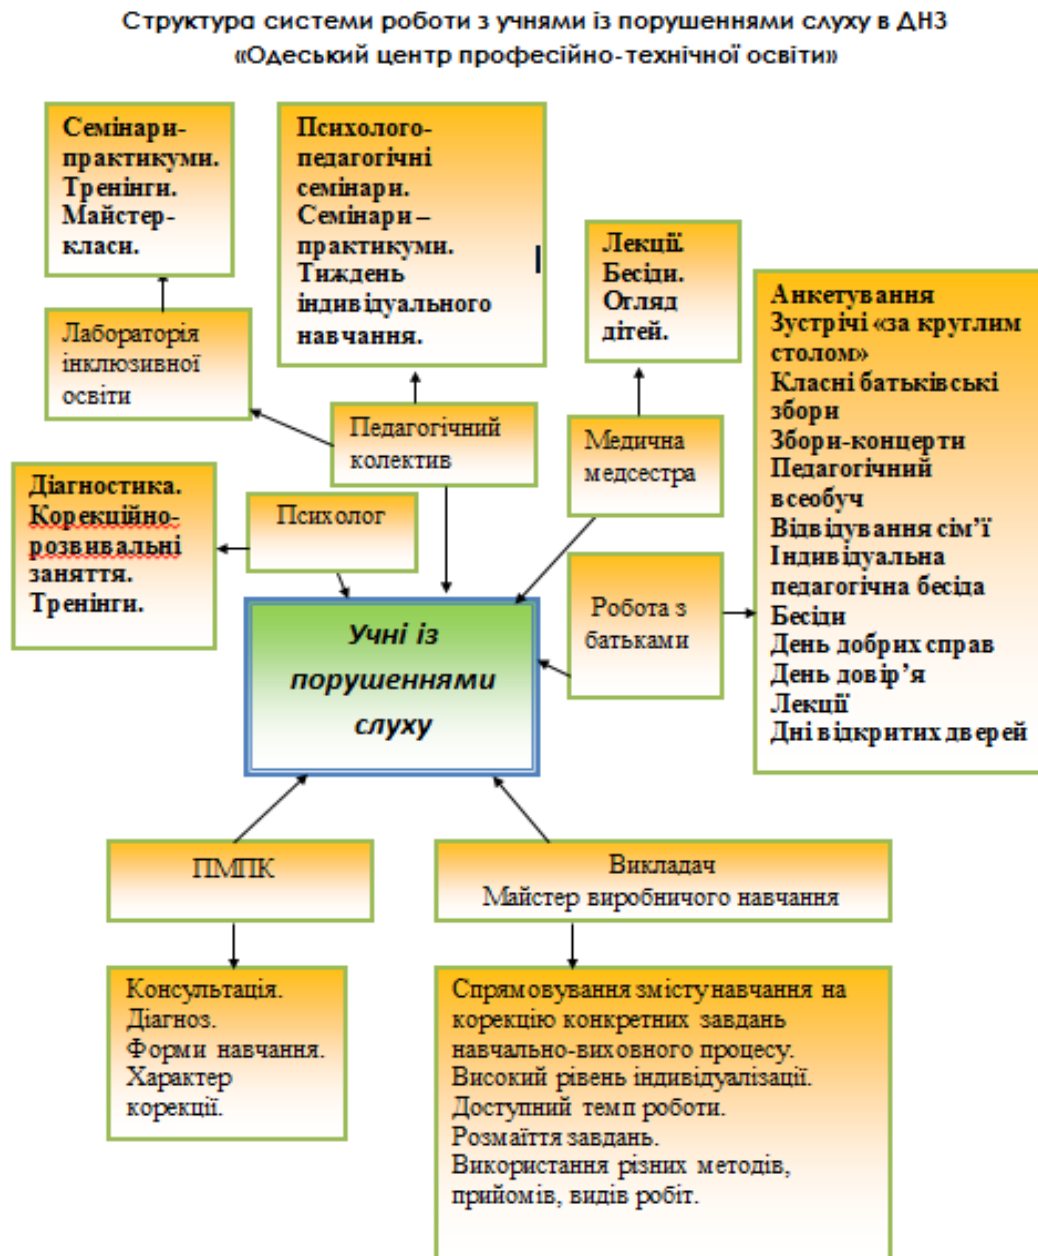 Структура системи роботи з учнями із порушеннями слуху в ДНЗ
«Одеський центр професійно-технічної освіти»
Семінари-
практикуми.
Тренінги.
Майстер-
класи.
Психолого-
педагогічні
семінари.
Семінари –
практикуми.
Тиждень
індивідуального
навчання.
Лекції.
Бесіди.
Огляд
дітей.
Анкетування
Зустрічі «за круглим
столом»
Класні батьківські
збори
Збори-концерти
Педагогічний
всеобуч
Відвідування сім’ї
Індивідуальна
педагогічна бесіда
Бесіди
День добрих справ
День довір’я
Лекції
Дні відкритих дверей
Лабораторія
інклюзивної
освіти
Педагогічний
колектив
Медична
медсестра
Діагностика.
Корекційно-
розвивальні
заняття.
Тренінги.
Психолог
Робота з
батьками
Учні із
порушеннями
слуху
ПМПК
Викладач
Майстер виробничого навчання
Консультація.
Діагноз.
Форми навчання.
Характер
корекції.
Спрямовування змісту навчання на
корекцію конкретних завдань
навчально-виховного процесу.
Високий рівень індивідуалізації.
Доступний темп роботи.
Розмаїття завдань.
Використання різних методів,
прийомів, видів робіт.